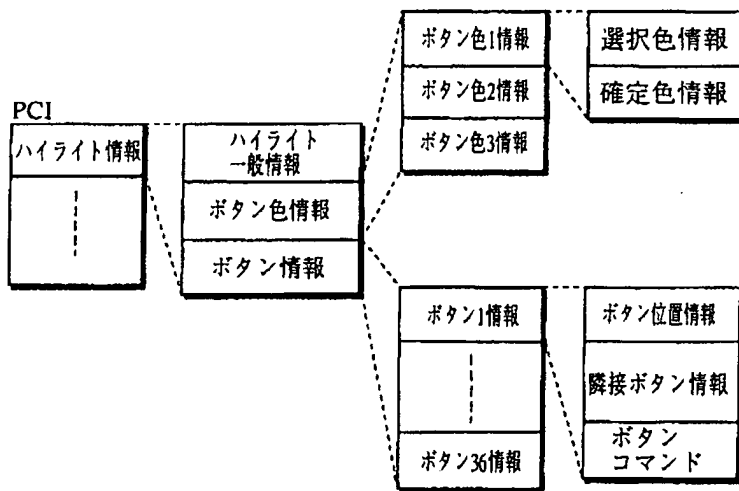 PCI
ハイライト情報
ハイライト
一般情報
ボタン色情報
ボタン情報
ボタン色1情報
ボタン色2情報
ボタン色3情報
選択色情報
確定色情報
ボタン1情報
ボタン36情報
ボタン位置情報
隣接ボタン情報
ボタン
コマンド